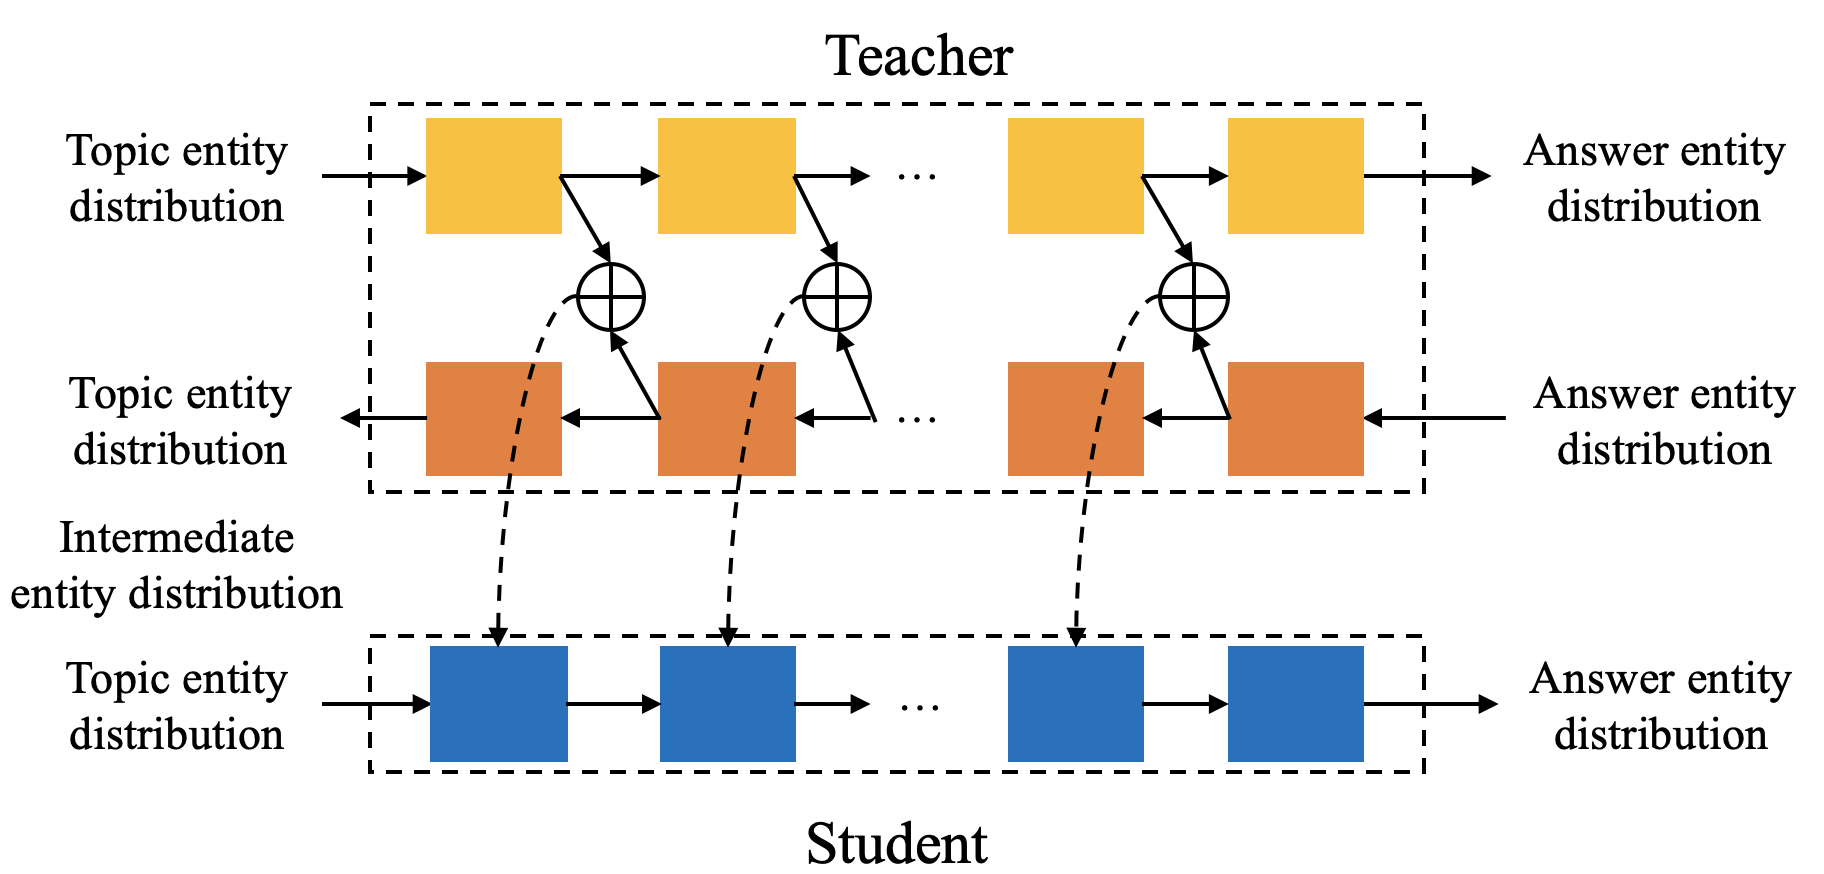 Teacher
Topic entity
distribution
...
Answer entity
distribution
Topic entity
distribution
...
Answer entity
distribution
Intermediate
entity distribution
Topic entity
distribution
...
Answer entity
distribution
Student